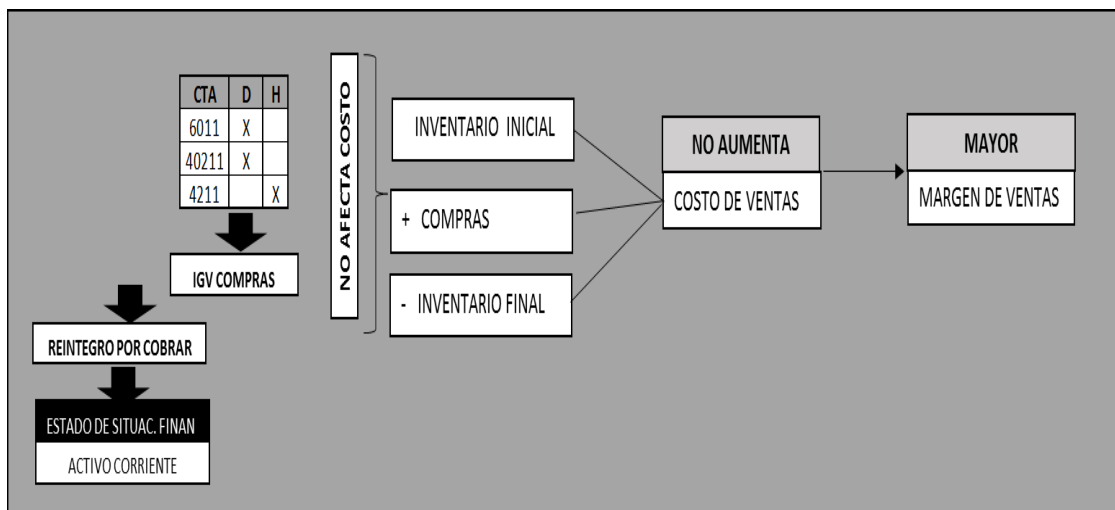 CTA D H
6011 X
40211 X
4211 X
IGV COMPRAS
REINTEGRO POR COBRAR
ESTADO DE SITUAC. FINAN
ACTIVO CORRIENTE
NO AFECTA COSTO
INVENTARIO INICIAL
+ COMPRAS
- INVENTARIO FINAL
NO AUMENTA
COSTO DE VENTAS
MAYOR
MARGEN DE VENTAS